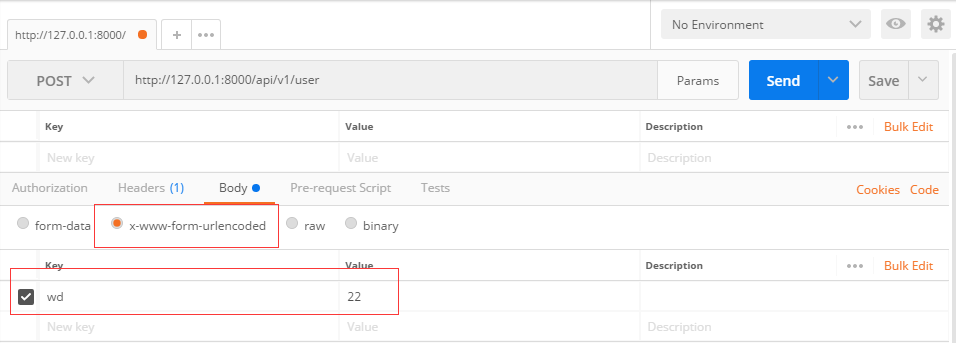 No Environment
http://127.0.0.1:8000/
POST http://127.0.0.1:8000/api/v1/user Params Send Save
Key Value Description Bulk Edit
New key Value Description
Authorization Headers (1) Body Pre-request Script Tests Cookies Code
form-data x-www-form-urlencoded raw binary
Key Value Description Bulk Edit
wd 22
New key Value Description